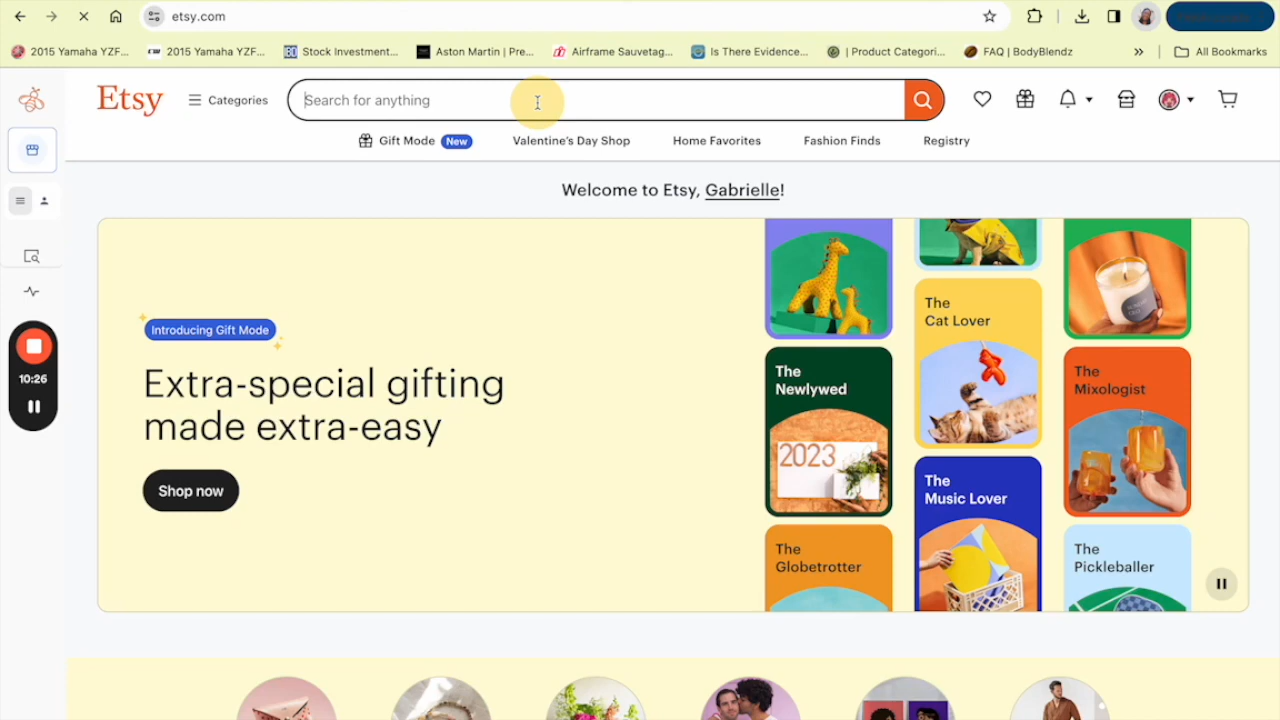 etsy.com
2015 Yamaha YZF...
2015 Yamaha YZF...
Stock Investment...
Aston Martin | Pre...
Airframe Sauvetag...
Is There Evidence...
| Product Categori...
FAQ | BodyBlendz
»
All Bookmarks
Etsy
Categories
Search for anything
Gift Mode New
Valentine's Day Shop
Home Favorites
Fashion Finds
Registry
Welcome to Etsy, Gabrielle!
Introducing Gift Mode
Extra-special gifting
made extra-easy
Shop now
10:26
The
Newlywed
2023
The
Globetrotter
The
Cat Lover
The
Music Lover
The
Mixologist
The
Pickleballer